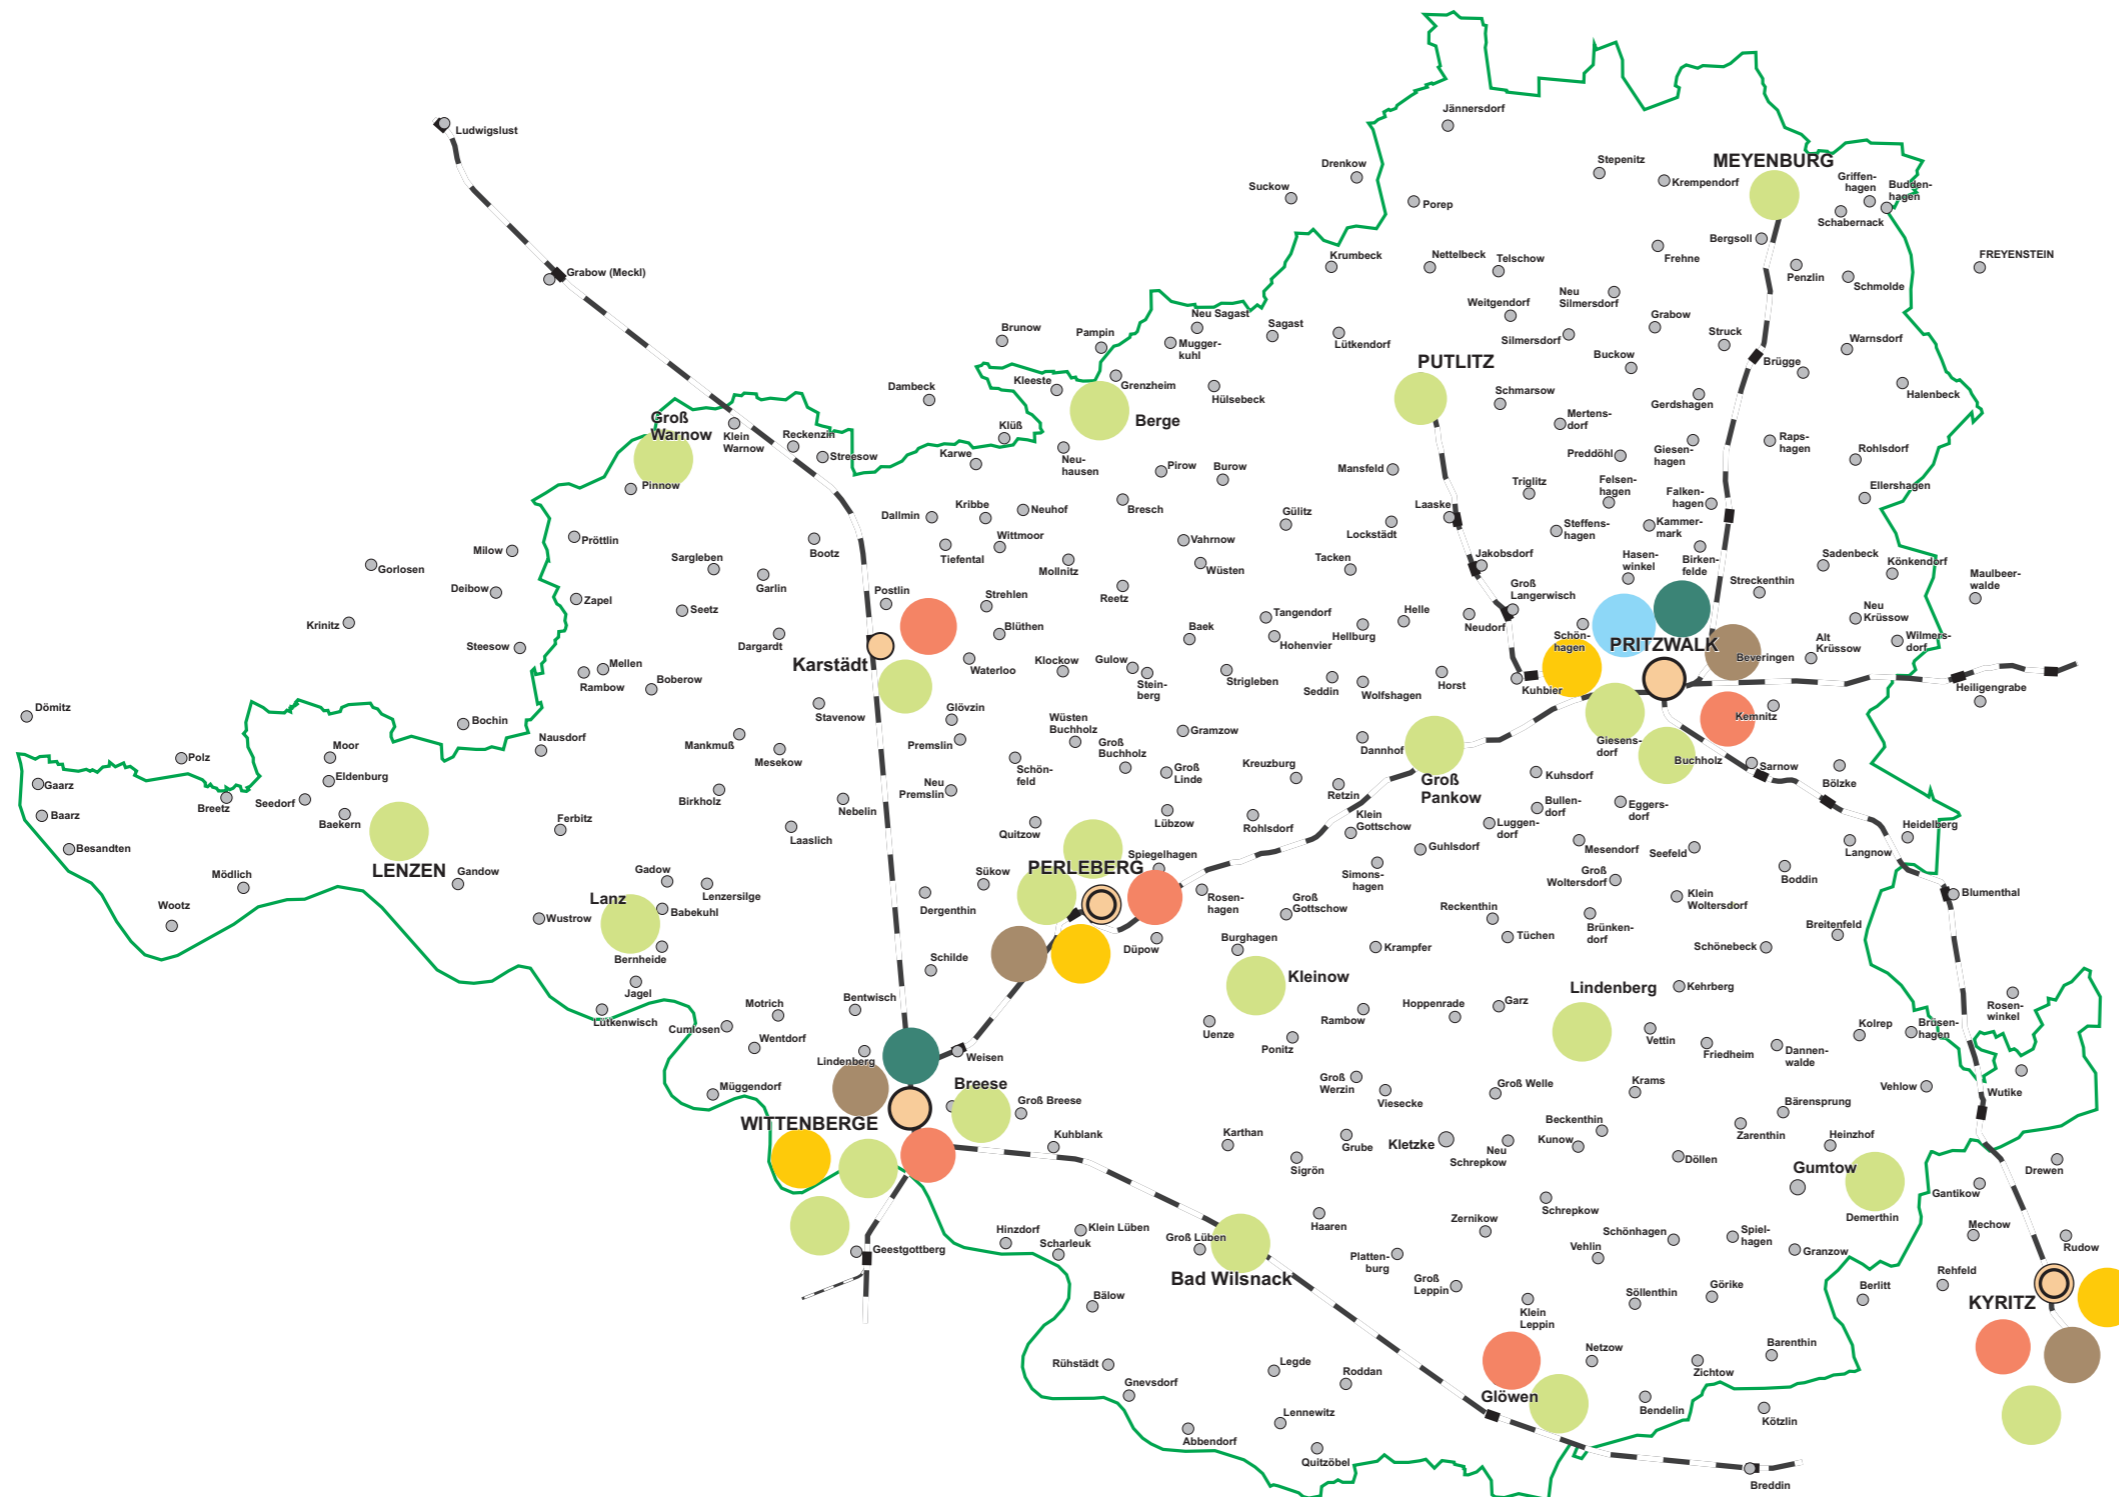 Jännersdorf
Ludwigslust
Drenkow
Suckow
Porep
Stepenitz
Krempendorf
MEYENBURG
Griffen-
hagen
Budden-
hagen
Schabernack
Bergsoll
Frehne
Penzlin
Schmolde
FREYENSTEIN
Grabow (Meckl)
Krumbeck
Nettelbeck
Telschow
Weitgendorf
Neu
Silmersdorf
Silmersdorf
Grabow
Struck
Buckow
Brügge
Warnsdorf
Halenbeck
Brunow
Pampin
Neu Sagast
Mugger-
kuhl
Sagast
Lütkendorf
PUTLITZ
Dambeck
Kleeste
Grenzheim
Hülsebeck
Berge
Schmarsow
Mertens-
dorf
Gerdshagen
Groß
Warnow
Klein
Warnow
Reckenzin
Streesow
Klüß
Karwe
Neu-
hausen
Pirow
Burow
Mansfeld
Preddöhl
Giesen-
hagen
Raps-
hagen
Rohlsdorf
Ellershagen
Pinnow
Dallmin
Kribbe
Neuhof
Bresch
Gülitz
Lockstädt
Laaske
Triglitz
Felsen-
hagen
Falken-
hagen
Steffens-
hagen
Kammer-
mark
Milow
Pröttlin
Gorlosen
Deibow
Zapel
Sargleben
Garlin
Bootz
Tiefental
Wittmoor
Mollnitz
Vahrnow
Wüsten
Tacken
Jakobsdorf
Hasen-
winkel
Birken-
felde
Sadenbeck
Könkendorf
Maulbeer-
walde
Streckenthin
Krinitz
Seetz
Postlin
Strehlen
Reetz
Groß
Langerwisch
Neu
Krüssow
Steesow
Dargardt
Blüthen
Baek
Tangendorf
Hohenvier
Hellburg
Helle
Neudorf
Schön-
hagen
PRITZWALK
Beveringen
Alt
Krüssow
Wilmers-
dorf
Rambow
Mellen
Boberow
Karstädt
Waterloo
Klockow
Gulow
Stein-
berg
Strigleben
Seddin
Wolfshagen
Horst
Kuhbier
Heiligengrabe
Dömitz
Bochin
Nausdorf
Stavenow
Glövzin
Premslin
Wüsten
Buchholz
Groß
Buchholz
Gramzow
Dannhof
Giesens-
dorf
Kemnitz
Buchholz
Sarnow
Bölzke
Polz
Moor
Eldenburg
Gaarz
Mankmuß
Mesekow
Schön-
feld
Groß
Linde
Kreuzburg
Retzin
Groß
Pankow
Kuhsdorf
Breetz
Seedorf
Baekern
Baarz
Birkholz
Nebelin
Neu
Premslin
Bullen-
dorf
Eggers-
dorf
Besandten
LENZEN
Ferbitz
Laaslich
Quitzow
Lübzow
Rohlsdorf
Klein
Gottschow
Luggen-
dorf
Mesendorf
Seefeld
Langnow
Heidelberg
Mödlich
Gandow
Gadow
Lenzersilge
Sükow
PERLEBERG
Spiegelhagen
Simons-
hagen
Guhlsdorf
Groß
Woltersdorf
Boddin
Blumenthal
Wootz
Wustrow
Lanz
Babekuhl
Dergenthin
Rosen-
hagen
Groß
Gottschow
Reckenthin
Klein
Woltersdorf
Bernheide
Schilde
Düpow
Burghagen
Krampfer
Tüchen
Brünken-
dorf
Schönebeck
Breitenfeld
Jagel
Kleinow
Lindenberg
Kehrberg
Lütkenwisch
Cumlosen
Motrich
Wentdorf
Bentwisch
Uenze
Ponitz
Rambow
Hoppenrade
Garz
Vettin
Friedheim
Dannen-
walde
Kolrep
Brüsen-
hagen
Rosen-
winkel
Müggendorf
Lindenberg
Weisen
Breese
Groß Breese
Groß
Werzin
Viesecke
Groß Welle
Krams
Bärensprung
Vehlow
Wutike
WITTENBERGE
Kuhblank
Karthan
Sigrön
Grube
Kletzke
Neu
Schrepkow
Beckenthin
Kunow
Döllen
Zarenthin
Heinzhof
Gumtow
Drewen
Demerthin
Gantikow
Geestgottberg
Hinzdorf
Scharleuk
Klein Lüben
Groß Lüben
Haaren
Zernikow
Schrepkow
Schönhagen
Spiel-
hagen
Mechow
Rudow
Bad Wilsnack
Platten-
burg
Groß
Leppin
Vehlin
Granzow
Berlitt
Rehfeld
Bälow
Klein
Leppin
Söllenthin
Görike
KYRITZ
Rühstädt
Gnevsdorf
Legde
Roddan
Netzow
Zichtow
Barenthin
Lennewitz
Glöwen
Bendelin
Kötzlin
Abbendorf
Quitzöbel
Breddin